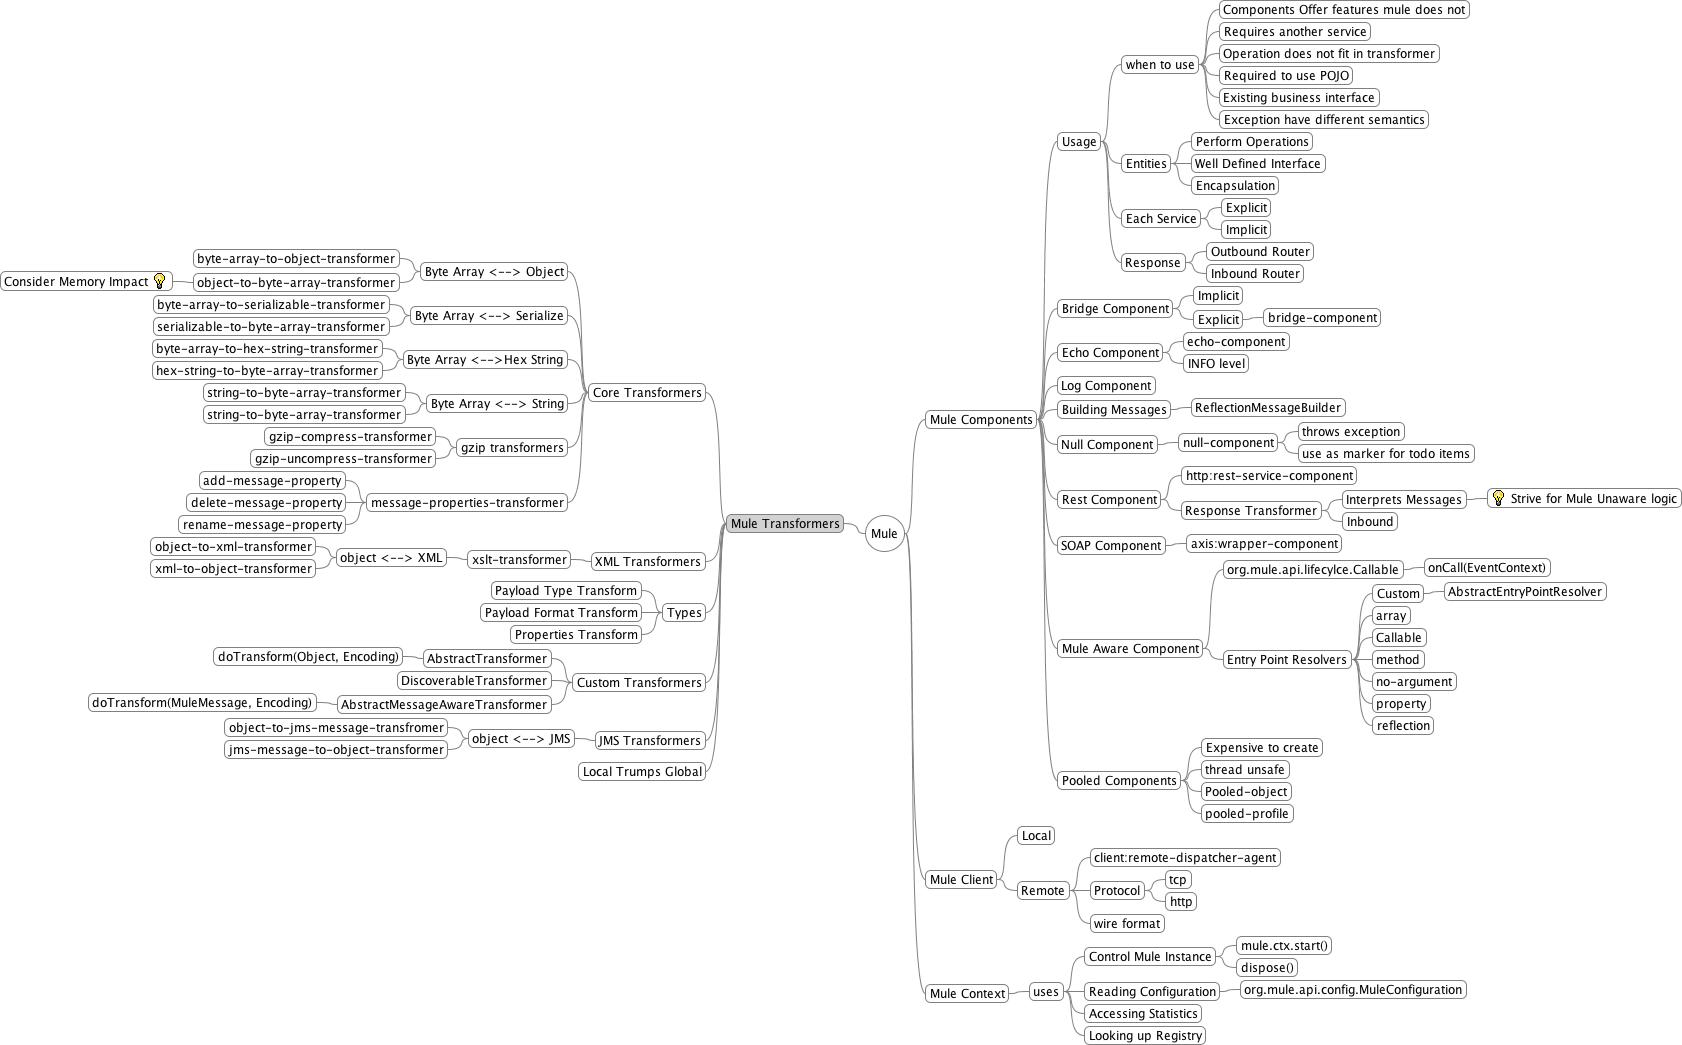 Mule
Mule Transformers
Core Transformers
Byte Array <--> Object
byte-array-to-object-transformer
object-to-byte-array-transformer
Consider Memory Impact
Byte Array <--> Serialize
byte-array-to-serializable-transformer
serializable-to-byte-array-transformer
Byte Array <-->Hex String
byte-array-to-hex-string-transformer
hex-string-to-byte-array-transformer
Byte Array <--> String
string-to-byte-array-transformer
string-to-byte-array-transformer
gzip transformers
gzip-compress-transformer
gzip-uncompress-transformer
message-properties-transformer
add-message-property
delete-message-property
rename-message-property
XML Transformers
xslt-transformer
object <--> XML
object-to-xml-transformer
xml-to-object-transformer
Types
Payload Type Transform
Payload Format Transform
Properties Transform
Custom Transformers
AbstractTransformer
doTransform(Object, Encoding)
DiscoverableTransformer
AbstractMessageAwareTransformer
doTransform(MuleMessage, Encoding)
JMS Transformers
object <--> JMS
object-to-jms-message-transfromer
jms-message-to-object-transformer
Local Trumps Global
Mule Components
Usage
when to use
Components Offer features mule does not
Requires another service
Operation does not fit in transformer
Required to use POJO
Existing business interface
Exception have different semantics
Entities
Perform Operations
Well Defined Interface
Encapsulation
Each Service
Explicit
Implicit
Response
Outbound Router
Inbound Router
Bridge Component
Implicit
Explicit
bridge-component
Echo Component
echo-component
INFO level
Log Component
Building Messages
ReflectionMessageBuilder
Null Component
null-component
throws exception
use as marker for todo items
Rest Component
http:rest-service-component
Response Transformer
Interprets Messages
Strive for Mule Unaware logic
Inbound
SOAP Component
axis:wrapper-component
Mule Aware Component
org.mule.api.lifecylce.Callable
onCall(EventContext)
Entry Point Resolvers
Custom
AbstractEntryPointResolver
array
Callable
method
no-argument
property
reflection
Pooled Components
Expensive to create
thread unsafe
Pooled-object
pooled-profile
Mule Client
Local
Remote
client:remote-dispatcher-agent
Protocol
tcp
http
wire format
Mule Context
uses
Control Mule Instance
mule.ctx.start()
dispose()
Reading Configuration
org.mule.api.config.MuleConfiguration
Accessing Statistics
Looking up Registry